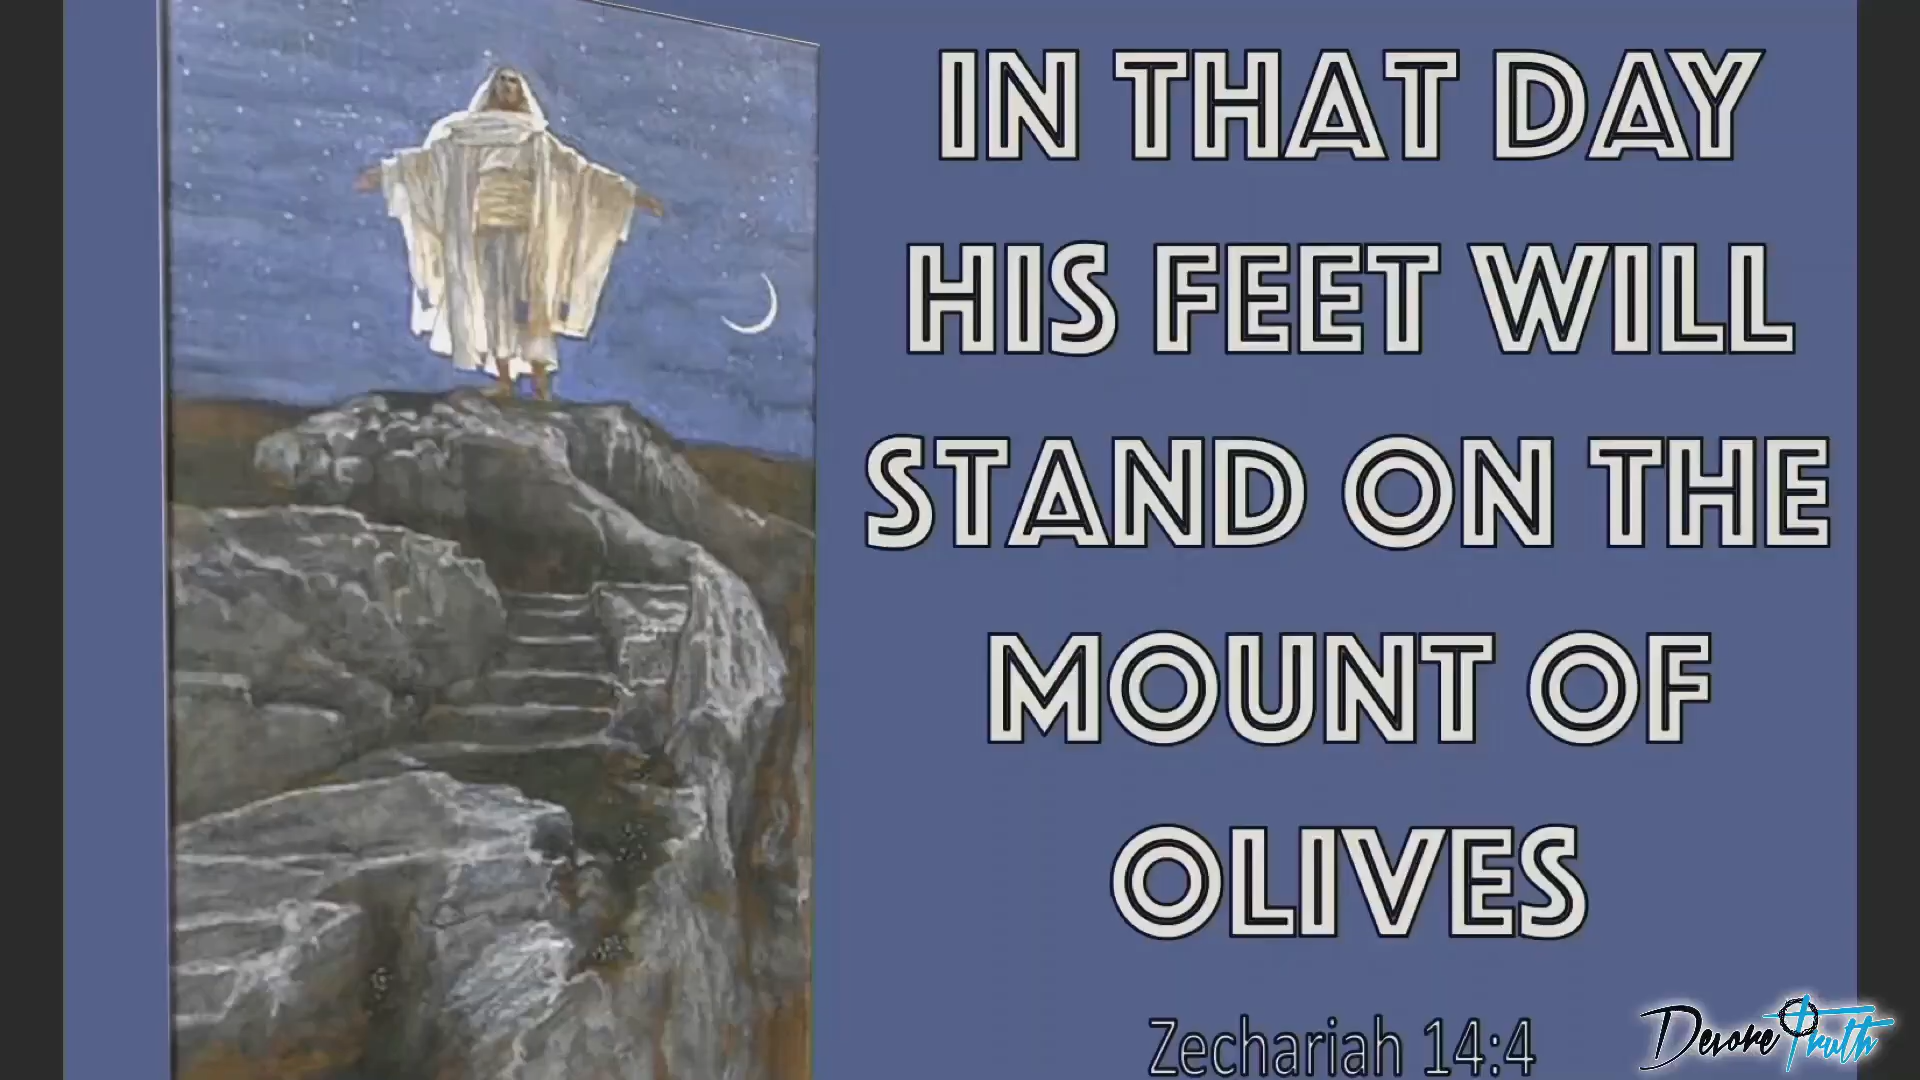 IN THAT DAY
HIS FEET WILL
STAND ON THE
MOUNT OF
OLIVES
Zechariah 14:4
Devore Truth